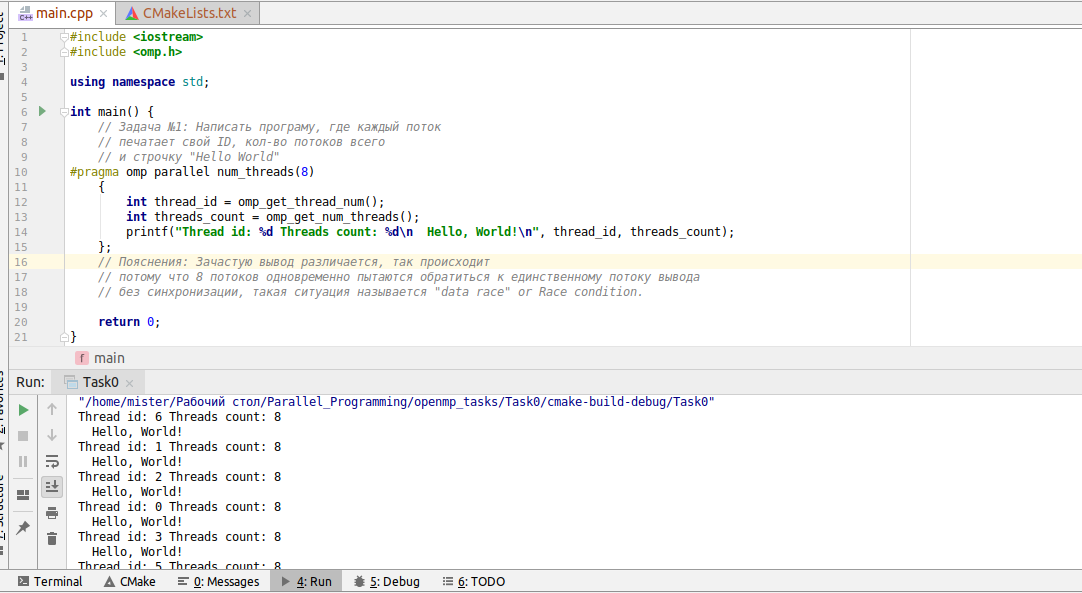 main.cpp
CMakeLists.txt
1 #include <iostream>
2 #include <omp.h>
3
4 using namespace std;
5
6 int main() {
7 // Задача №1: Написать програму, где каждый поток
8 // печатает свой ID, кол-во потоков всего
9 // и строчку "Hello World"
10 #pragma omp parallel num_threads(8)
11 {
12 int thread_id = omp_get_thread_num();
13 int threads_count = omp_get_num_threads();
14 printf("Thread id: %d Threads count: %d\n  Hello, World!\n", thread_id, threads_count);
15 };
16 // Пояснения: Зачастую вывод различается, так происходит
17 // потому что 8 потоков одновременно пытаются обратиться к единственному потоку вывода
18 // без синхронизации, такая ситуация называется "data race" or Race condition.
19
20 return 0;
21 }
f main
Run: Task0
"/home/mister/Рабочий стол/Parallel_Programming/openmp_tasks/Task0/cmake-build-debug/Task0"
Thread id: 6 Threads count: 8
Hello, World!
Thread id: 1 Threads count: 8
Hello, World!
Thread id: 2 Threads count: 8
Hello, World!
Thread id: 0 Threads count: 8
Hello, World!
Thread id: 3 Threads count: 8
Hello, World!
Thread id: 5 Threads count: 8
Terminal CMake 0: Messages 4: Run 5: Debug 6: TODO